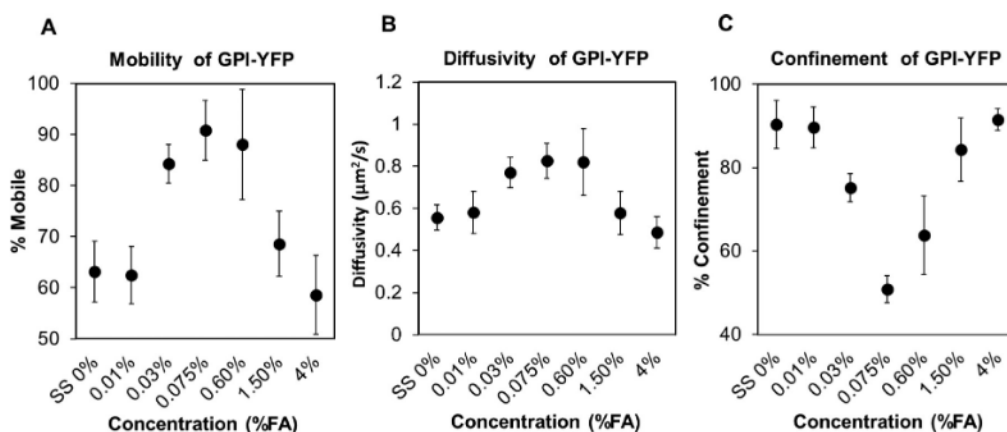 A
Mobility of GPI-YFP
% Mobile
100
90
80
70
60
50
SS 0%
0.01%
0.03%
0.075%
0.60%
1.50%
4%
Concentration (%FA)
B
Diffusivity of GPI-YFP
Diffusivity (μm²/s)
1.2
1
0.8
0.6
0.4
0.2
0
SS 0%
0.01%
0.03%
0.075%
0.60%
1.50%
4%
Concentration (%FA)
C
Confinement of GPI-YFP
% Confinement
100
80
60
40
SS 0%
0.01%
0.03%
0.075%
0.60%
1.50%
4%
Concentration (%FA)